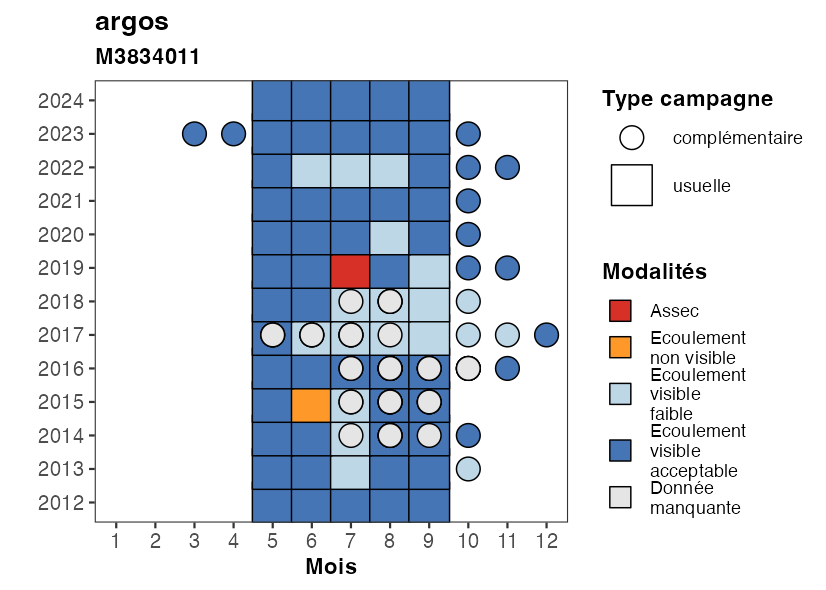 argos
M3834011
2024
2023
2022
2021
2020
2019
2018
2017
2016
2015
2014
2013
2012
1 2 3 4 5 6 7 8 9 10 11 12
Mois
Type campagne
complémentaire
usuelle
Modalités
Assec
Ecoulement
non visible
Ecoulement
visible
faible
Ecoulement
visible
acceptable
Donnée
manquante